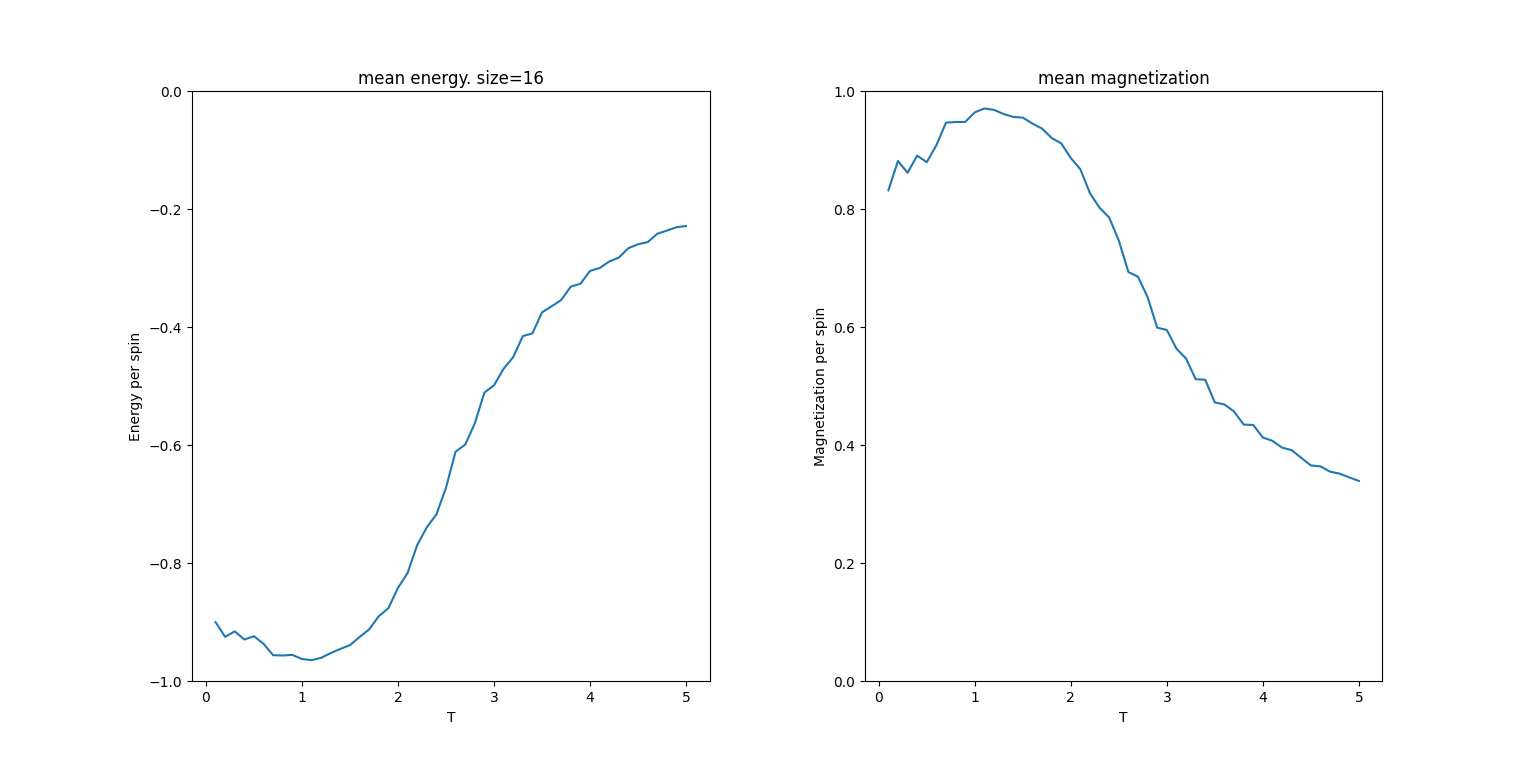 mean energy. size=16
0.0
−0.2
−0.4
−0.6
−0.8
−1.0
Energy per spin
0 1 2 3 4 5
T
mean magnetization
1.0
0.8
0.6
0.4
0.2
0.0
Magnetization per spin
0 1 2 3 4 5
T